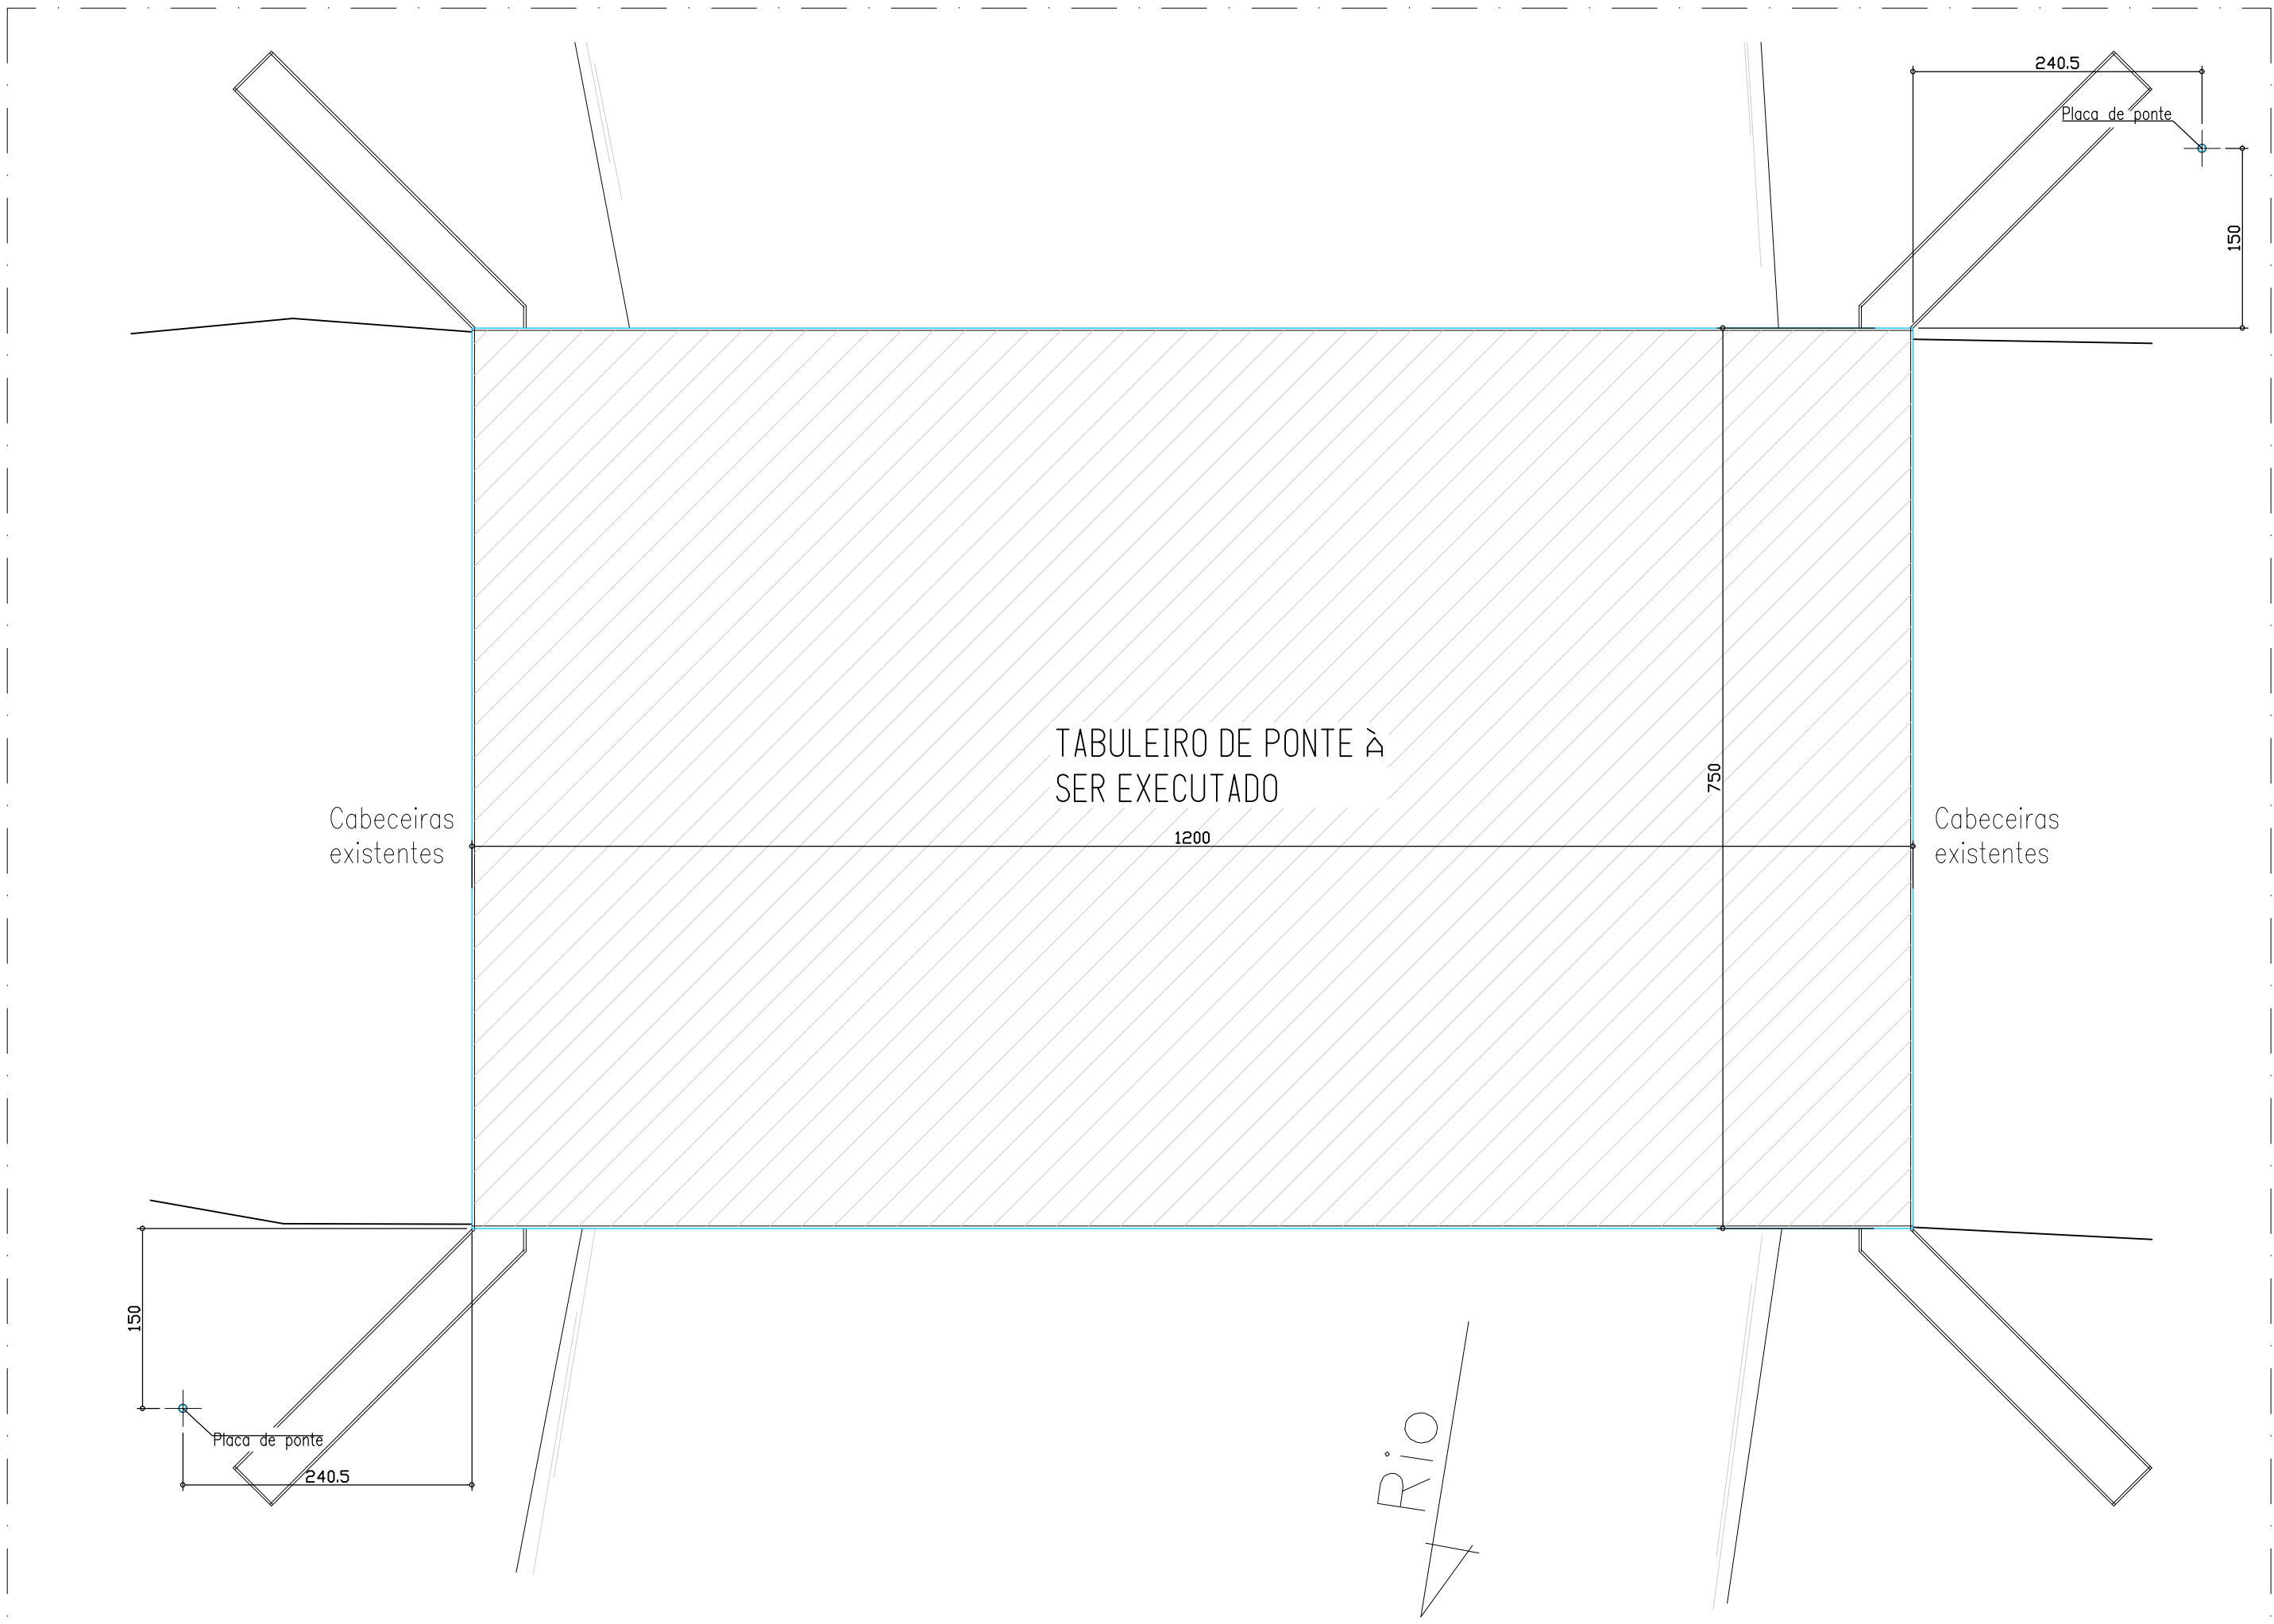 240.5
Placa de ponte
150
TABULEIRO DE PONTE À
SER EXECUTADO
750
1200
Cabeceiras
existentes
Cabeceiras
existentes
150
Placa de ponte
240.5
Rio